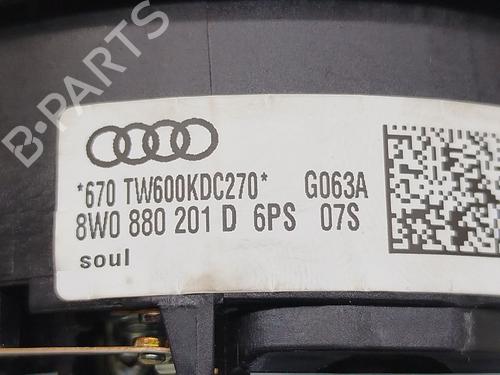 B-PARTS
*670 TW600KDC270* G063A
8W0 880 201 D 6PS 07S
soul